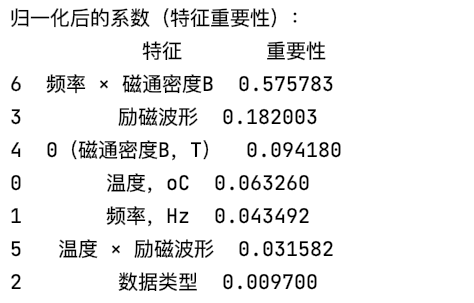 归一化后的系数（特征重要性）：
特征 重要性
6 频率 × 磁通密度B 0.575783
3 励磁波形 0.182003
4 0（磁通密度B，T） 0.094180
0 温度，oC 0.063260
1 频率，Hz 0.043492
5 温度 × 励磁波形 0.031582
2 数据类型 0.009700